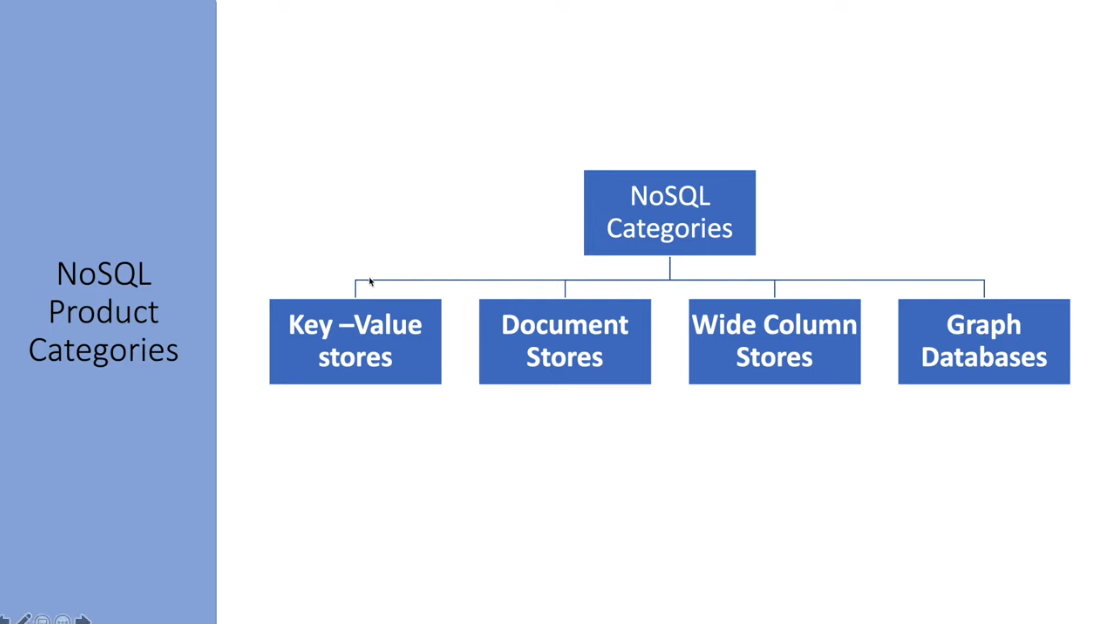 NoSQL
Product
Categories
NoSQL
Categories
Key –Value
stores
Document
Stores
Wide Column
Stores
Graph
Databases